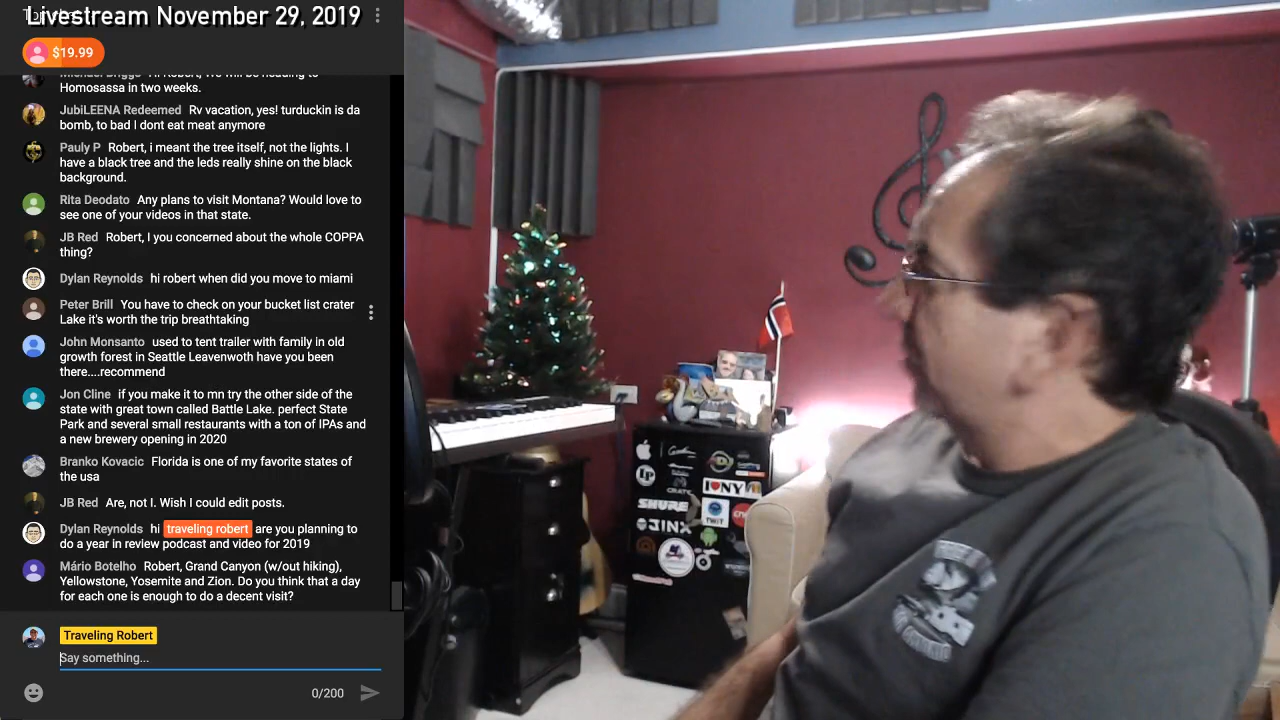 Livestream November 29, 2019
$19.99
Homosassa in two weeks.
JubiLEENA Redeemed Rv vacation, yes! turduckin is da
bomb, to bad I dont eat meat anymore
Pauly P Robert, i meant the tree itself, not the lights. I
have a black tree and the leds really shine on the black
background.
Rita Deodato Any plans to visit Montana? Would love to
see one of your videos in that state.
JB Red Robert, I you concerned about the whole COPPA
thing?
Dylan Reynolds hi robert when did you move to miami
Peter Brill You have to check on your bucket list crater
Lake it's worth the trip breathtaking
John Monsanto used to tent trailer with family in old
growth forest in Seattle Leavenwoth have you been
there....recommend
Jon Cline if you make it to mn try the other side of the
state with great town called Battle Lake. perfect State
Park and several small restaurants with a ton of IPAs and
a new brewery opening in 2020
Branko Kovacic Florida is one of my favorite states of
the usa
JB Red Are, not I. Wish I could edit posts.
Dylan Reynolds hi traveling robert are you planning to
do a year in review podcast and video for 2019
Mário Botelho Robert, Grand Canyon (w/out hiking),
Yellowstone, Yosemite and Zion. Do you think that a day
for each one is enough to do a decent visit?
Traveling Robert
Say something...
0/200
LP
I NY
SHURE
TWiT
JINX